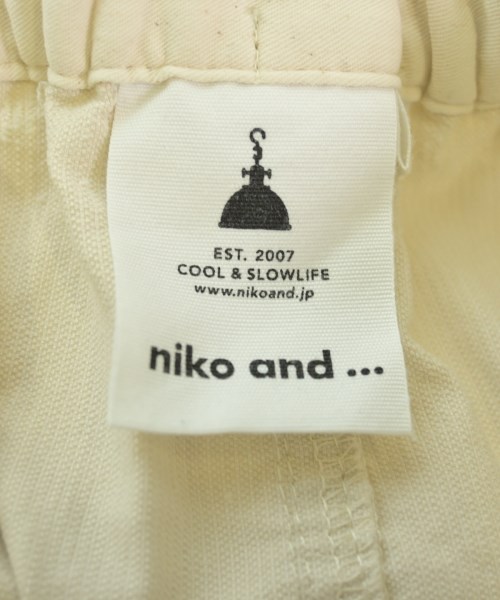 EST. 2007
COOL & SLOWLIFE
www.nikoand.jp
niko and ...